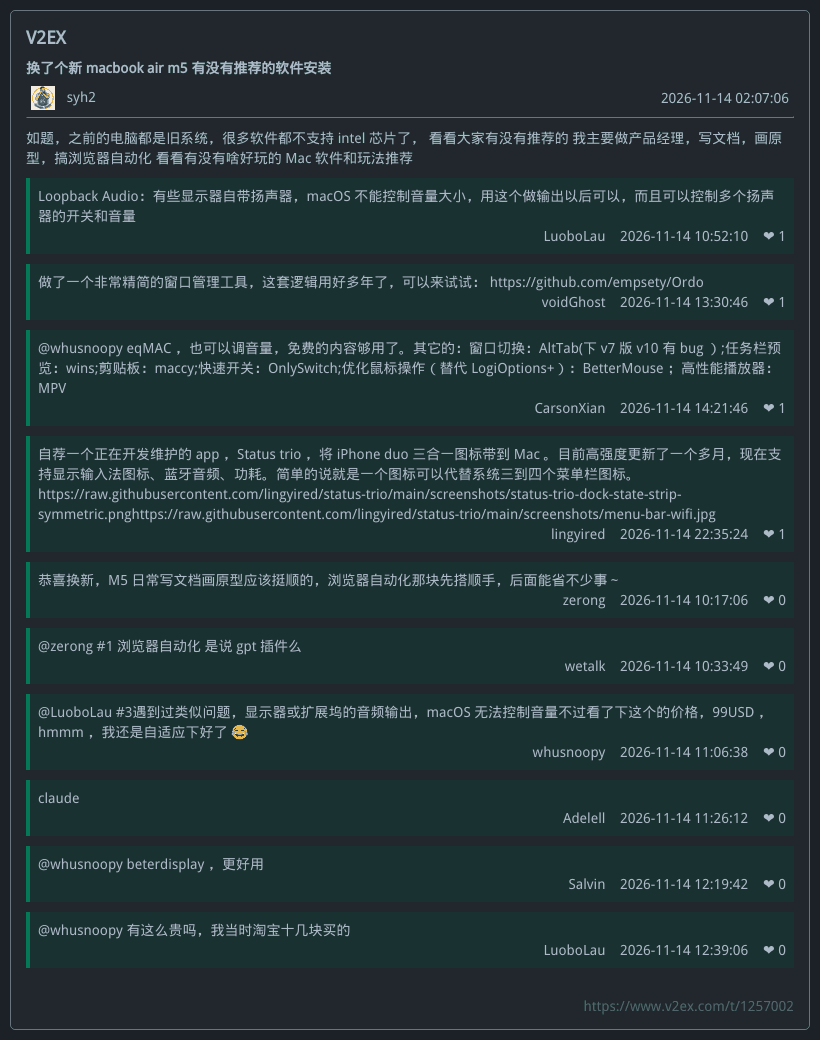 V2EX
换了个新 macbook air m5 有没有推荐的软件安装
syh2 2026-11-14 02:07:06
如题，之前的电脑都是旧系统，很多软件都不支持 intel 芯片了， 看看大家有没有推荐的 我主要做产品经理，写文档，画原
型，搞浏览器自动化 看看有没有啥好玩的 Mac 软件和玩法推荐
Loopback Audio：有些显示器自带扬声器，macOS 不能控制音量大小，用这个做输出以后可以，而且可以控制多个扬声
器的开关和音量
LuoboLau 2026-11-14 10:52:10 ❤ 1
做了一个非常精简的窗口管理工具，这套逻辑用好多年了，可以来试试： https://github.com/empsety/Ordo
voidGhost 2026-11-14 13:30:46 ❤ 1
@whusnoopy eqMAC ，也可以调音量，免费的内容够用了。其它的：窗口切换：AltTab(下 v7 版 v10 有 bug ）;任务栏预
览：wins;剪贴板：maccy;快速开关：OnlySwitch;优化鼠标操作（ 替代 LogiOptions+ ）：BetterMouse ；高性能播放器：
MPV
CarsonXian 2026-11-14 14:21:46 ❤ 1
自荐一个正在开发维护的 app ，Status trio ，将 iPhone duo 三合一图标带到 Mac 。目前高强度更新了一个多月，现在支
持显示输入法图标、蓝牙音频、功耗。简单的说就是一个图标可以代替系统三到四个菜单栏图标。
https://raw.githubusercontent.com/lingyired/status-trio/main/screenshots/status-trio-dock-state-strip-
symmetric.pnghttps://raw.githubusercontent.com/lingyired/status-trio/main/screenshots/menu-bar-wifi.jpg
lingyired 2026-11-14 22:35:24 ❤ 1
恭喜换新，M5 日常写文档画原型应该挺顺的，浏览器自动化那块先搭顺手，后面能省不少事 ~
zerong 2026-11-14 10:17:06 ❤ 0
@zerong #1 浏览器自动化 是说 gpt 插件么
wetalk 2026-11-14 10:33:49 ❤ 0
@LuoboLau #3遇到过类似问题，显示器或扩展坞的音频输出，macOS 无法控制音量不过看了下这个的价格，99USD ，
hmmm ，我还是自适应下好了 😂
whusnoopy 2026-11-14 11:06:38 ❤ 0
claude
Adelell 2026-11-14 11:26:12 ❤ 0
@whusnoopy beterdisplay ，更好用
Salvin 2026-11-14 12:19:42 ❤ 0
@whusnoopy 有这么贵吗，我当时淘宝十几块买的
LuoboLau 2026-11-14 12:39:06 ❤ 0
https://www.v2ex.com/t/1257002